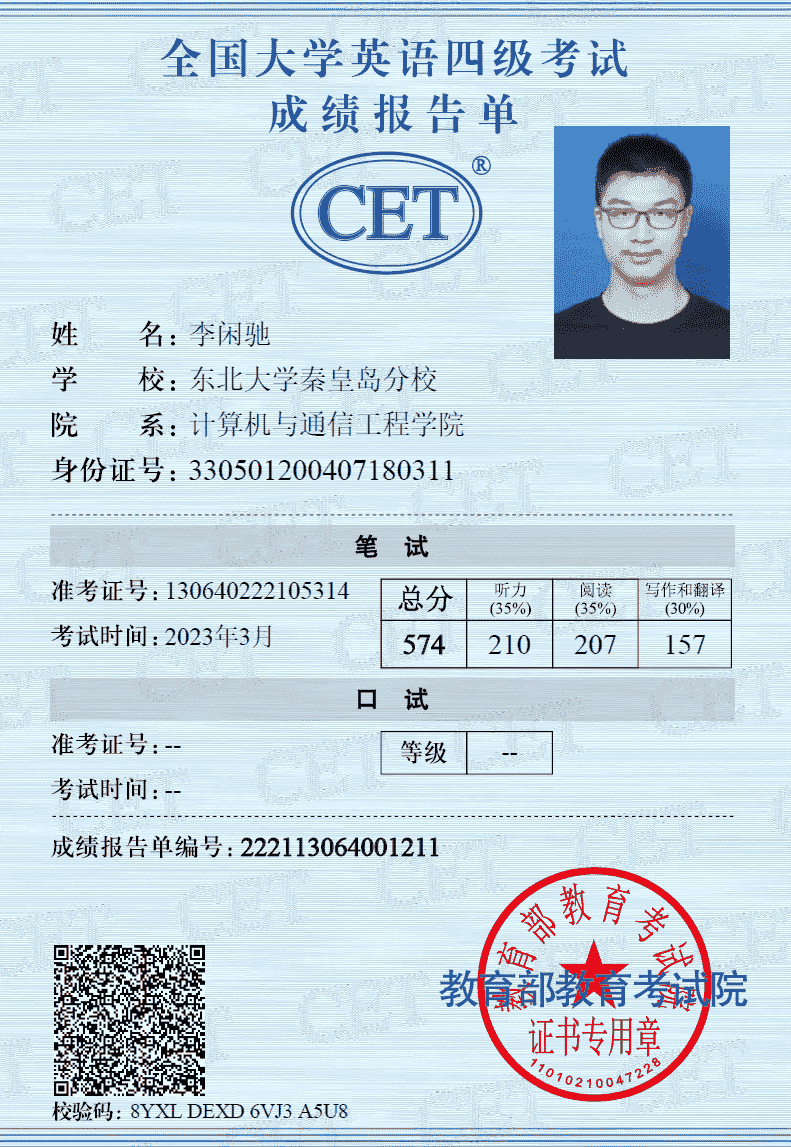 全国大学英语四级考试
成绩报告单
CET®
姓 名：李闲驰
学 校：东北大学秦皇岛分校
院 系：计算机与通信工程学院
身份证号：330501200407180311
笔 试
准考证号：130640222105314
考试时间：2023年3月
总分 听力(35%) 阅读(35%) 写作和翻译(30%)
574 210 207 157
口 试
准考证号：--
考试时间：--
等级 --
成绩报告单编号：222113064001211
教育部教育考试院
教育部教育考试院
证书专用章
11010210047228
校验码：8YXL DEXD 6VJ3 A5U8